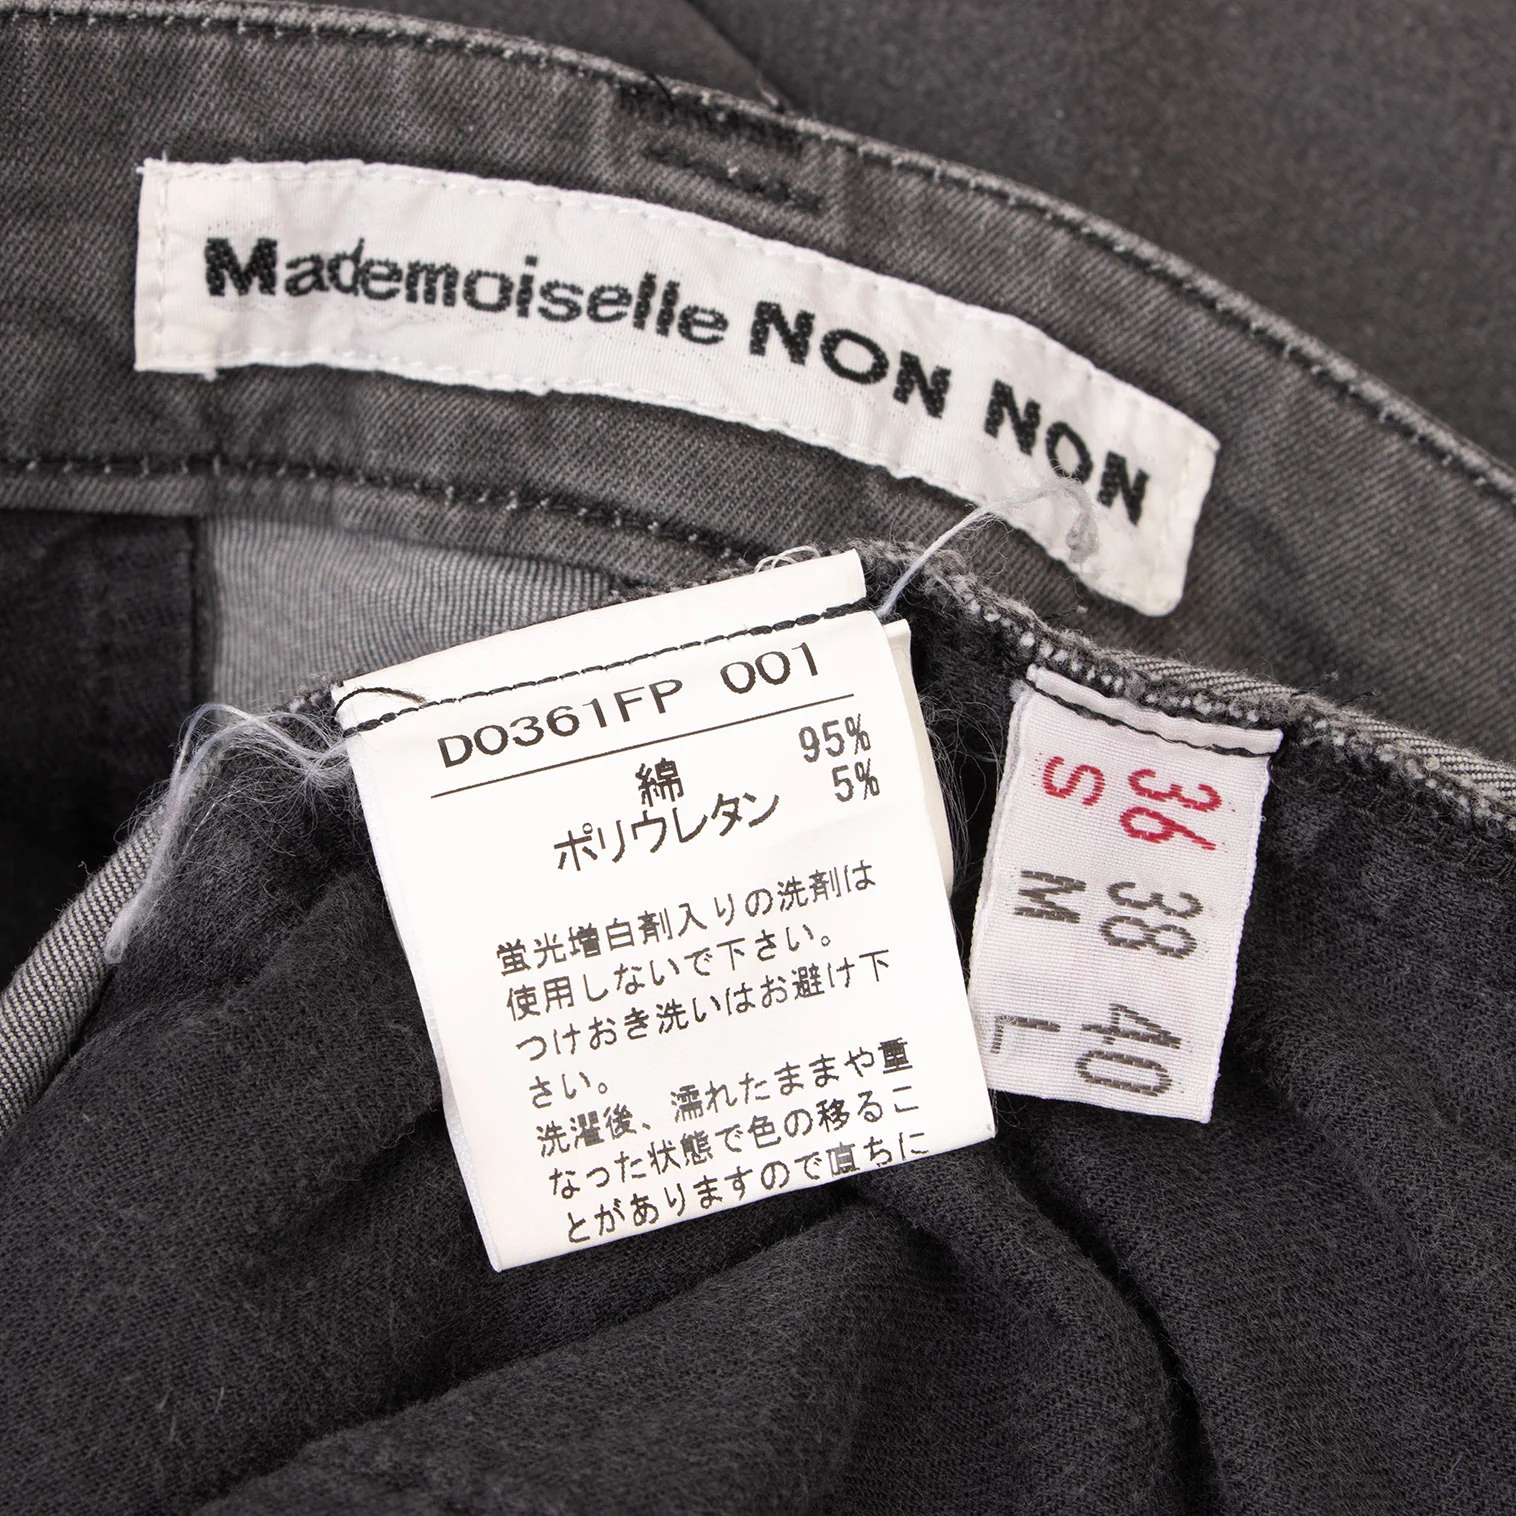 Mademoiselle NON NON
DO361FP 001
綿 95%
ポリウレタン 5%
蛍光増白剤入りの洗剤は
使用しないで下さい。
つけおき洗いはお避け下
さい。
洗濯後、濡れたままや重
なった状態で色の移るこ
とがありますので直ちに
36 38 40
S M L